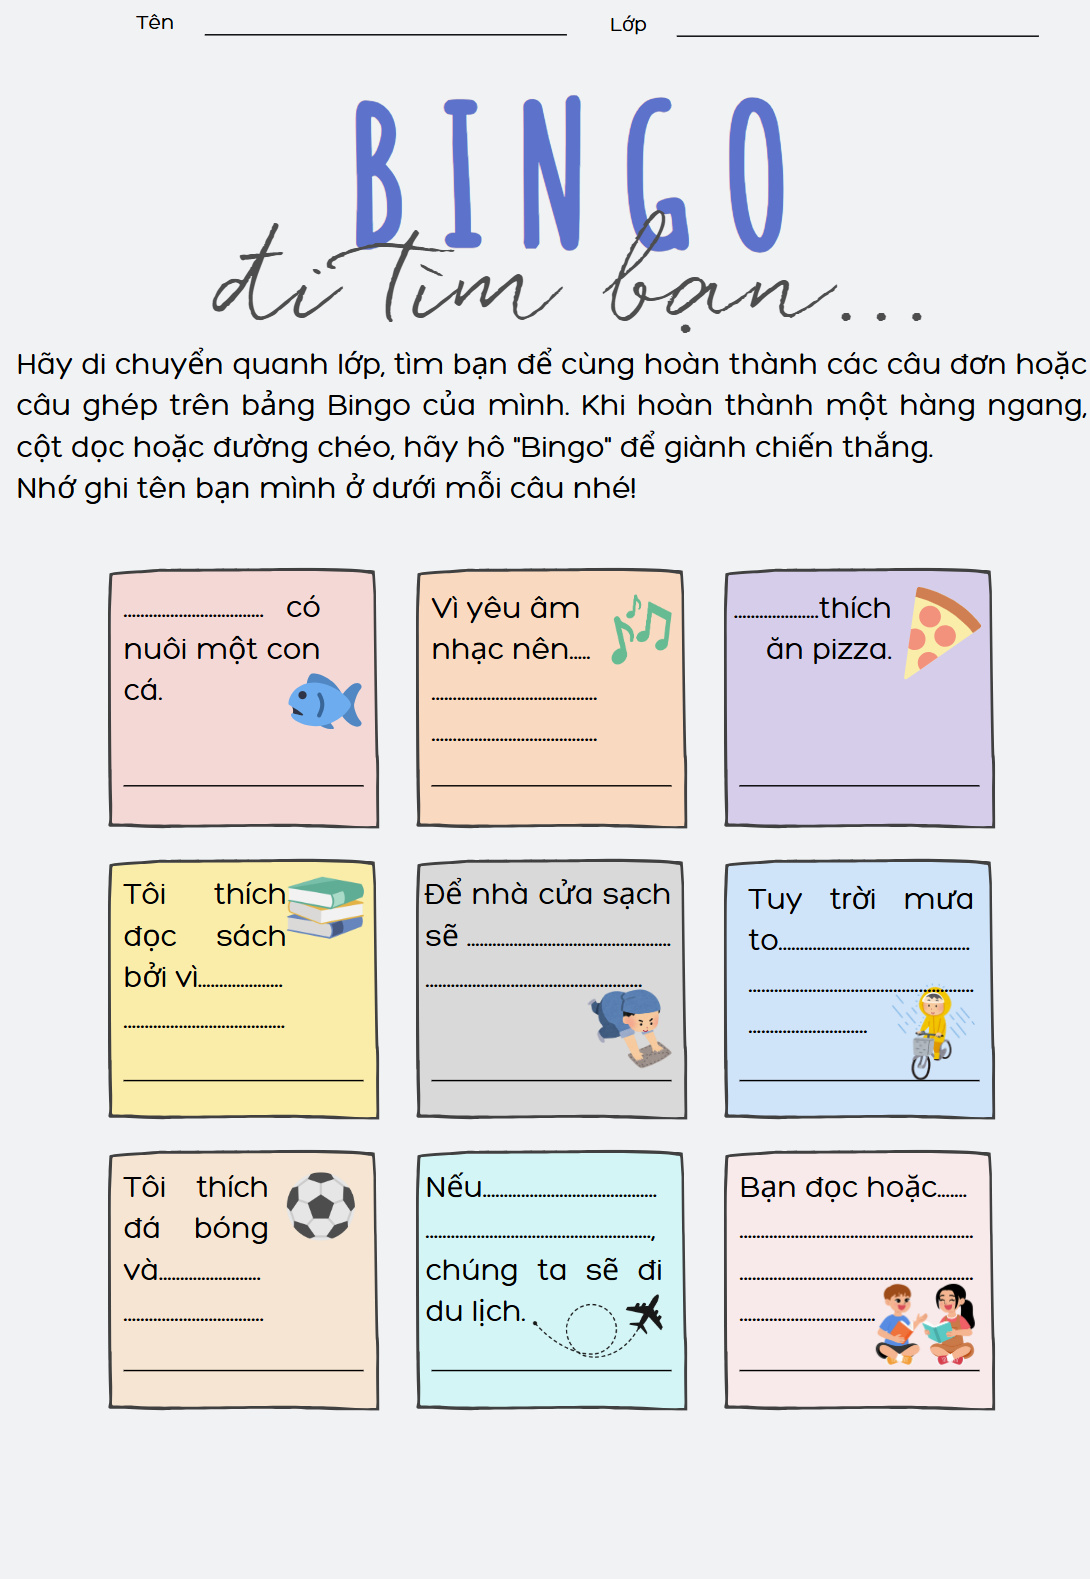 Tên ____________ Lớp ____________
BINGO
đi tìm bạn...
Hãy di chuyển quanh lớp, tìm bạn để cùng hoàn thành các câu đơn hoặc
câu ghép trên bảng Bingo của mình. Khi hoàn thành một hàng ngang,
cột dọc hoặc đường chéo, hãy hô "Bingo" để giành chiến thắng.
Nhớ ghi tên bạn mình ở dưới mỗi câu nhé!
................................. có
nuôi một con
cá.
Vì yêu âm
nhạc nên.....
.......................................
.......................................
....................thích
ăn pizza.
Tôi thích
đọc sách
bởi vì....................
......................................
Để nhà cửa sạch
sẽ ................................................
...................................................
Tuy trời mưa
to.............................................
.....................................................
............................
Tôi thích
đá bóng
và........................
.................................
Nếu.........................................
.....................................................,
chúng ta sẽ đi
du lịch.
Bạn đọc hoặc.......
.......................................................
.......................................................
................................